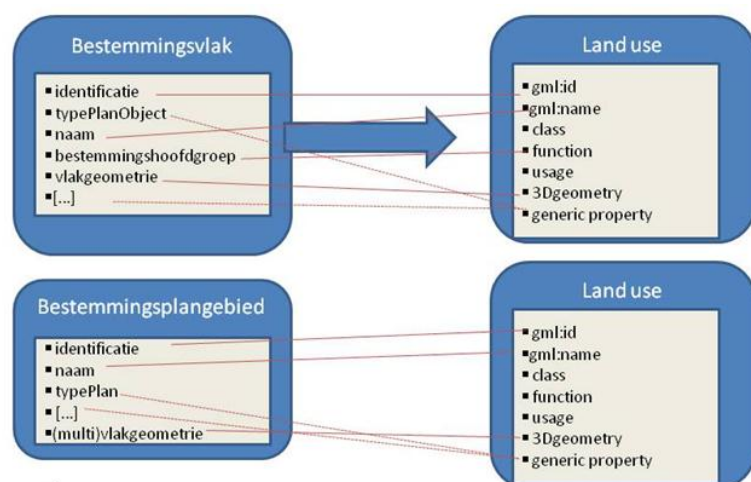 Bestemmingsvlak
▪ identificatie
▪ typePlanObject
▪ naam
▪ bestemmingshoofdgroep
▪ vlakgeometrie
▪ [...]
Land use
▪ gml:id
▪ gml:name
▪ class
▪ function
▪ usage
▪ 3Dgeometry
▪ generic property
Bestemmingsplangebied
▪ identificatie
▪ naam
▪ typePlan
▪ [...]
▪ (multi)vlakgeometrie
Land use
▪ gml:id
▪ gml:name
▪ class
▪ function
▪ usage
▪ 3Dgeometry
▪ generic property